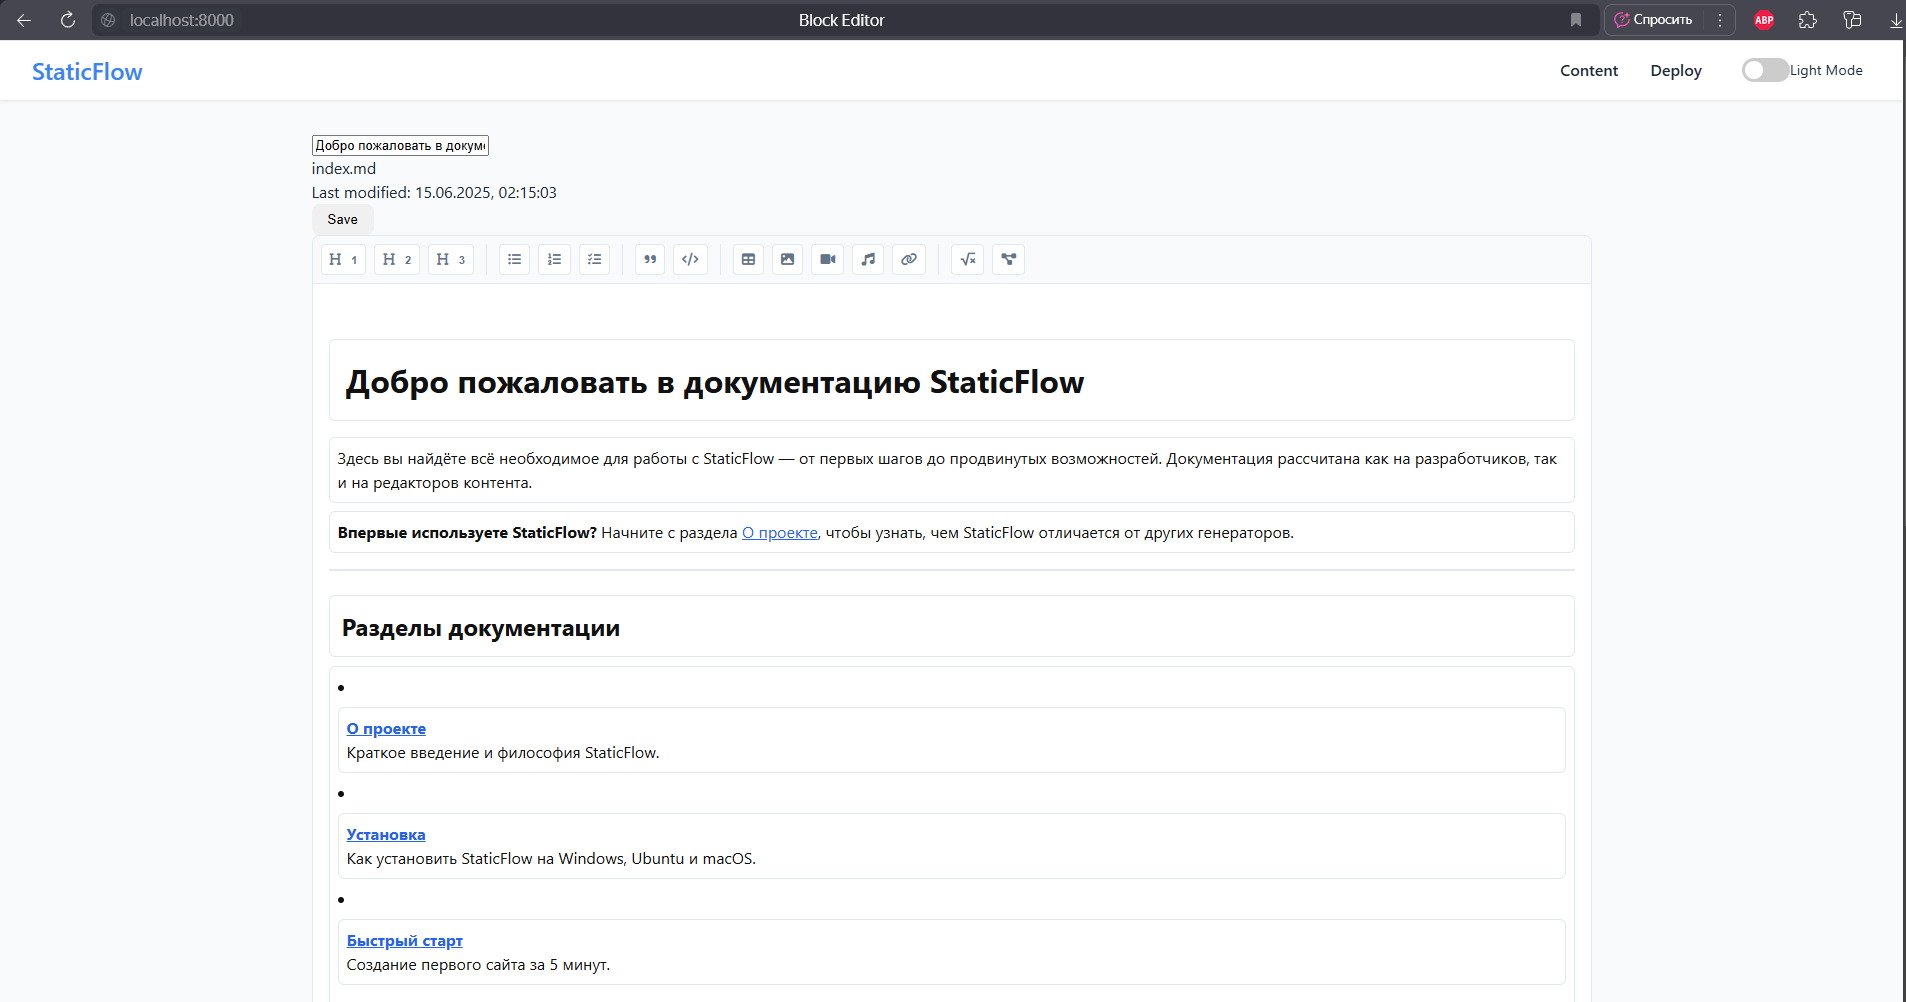 localhost:8000
Block Editor
Спросить
ABP
StaticFlow
Content
Deploy
Light Mode
Добро пожаловать в докум
index.md
Last modified: 15.06.2025, 02:15:03
Save
H 1
H 2
H 3
Добро пожаловать в документацию StaticFlow
Здесь вы найдёте всё необходимое для работы с StaticFlow — от первых шагов до продвинутых возможностей. Документация рассчитана как на разработчиков, так
и на редакторов контента.
Впервые используете StaticFlow? Начните с раздела О проекте, чтобы узнать, чем StaticFlow отличается от других генераторов.
Разделы документации
О проекте
Краткое введение и философия StaticFlow.
Установка
Как установить StaticFlow на Windows, Ubuntu и macOS.
Быстрый старт
Создание первого сайта за 5 минут.